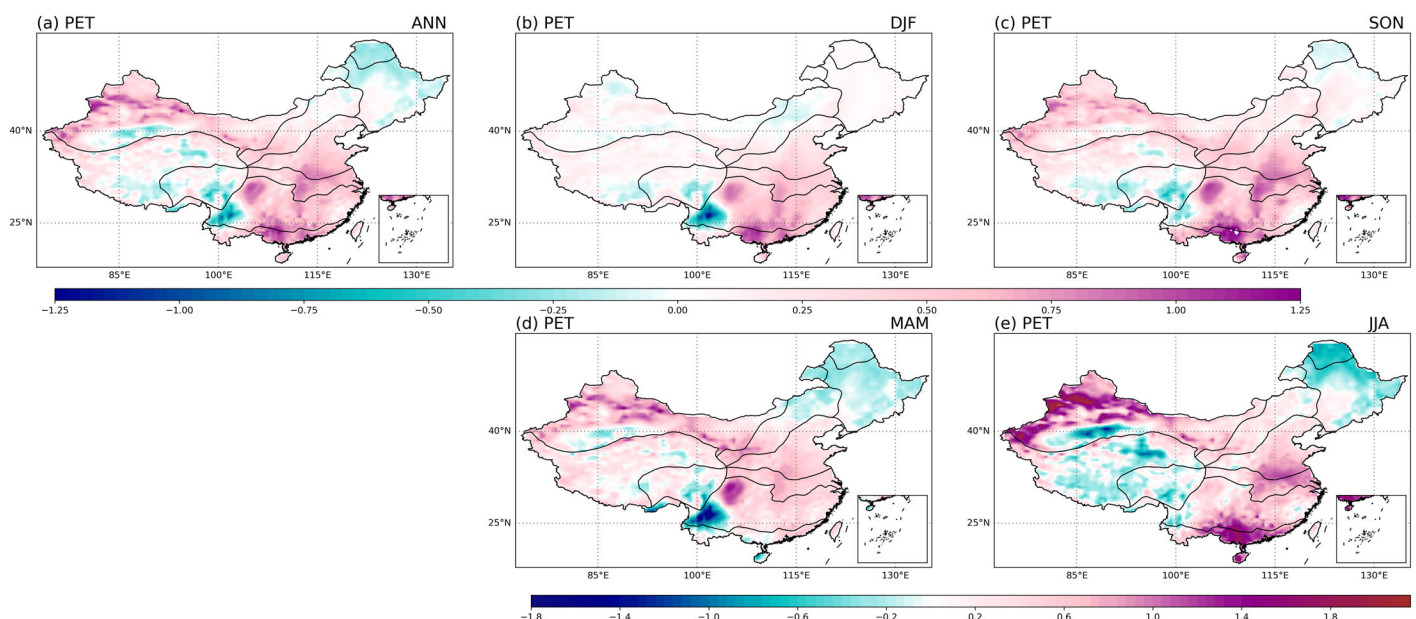 (a) PET ANN
(b) PET DJF
(c) PET SON
40°N
25°N
85°E 100°E 115°E 130°E
85°E 100°E 115°E 130°E
85°E 100°E 115°E 130°E
−1.25 −1.00 −0.75 −0.50 −0.25 0.00 0.25 0.50 0.75 1.00 1.25
(d) PET MAM
(e) PET JJA
40°N 40°N
25°N 25°N
85°E 100°E 115°E 130°E
85°E 100°E 115°E 130°E
−1.8 −1.4 −1.0 −0.6 −0.2 0.2 0.6 1.0 1.4 1.8